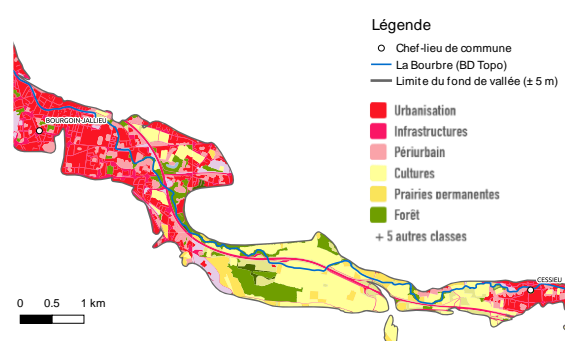 Légende
Chef-lieu de commune
La Bourbre (BD Topo)
Limite du fond de vallée (± 5 m)
Urbanisation
Infrastructures
Périurbain
Cultures
Prairies permanentes
Forêt
+ 5 autres classes
BOURGOIN-JALLIEU
CESSIEU
0 0.5 1 km